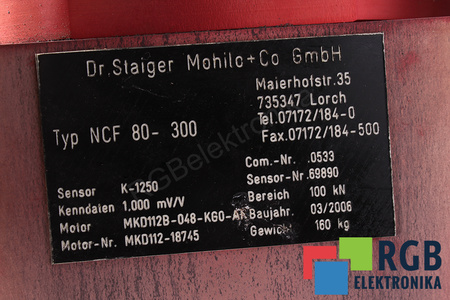 Dr.Staiger Mohilo+Co GmbH
Maierhofstr.35
735347 Lorch
Tel.07172/184-0
Fax.07172/184-500
Typ NCF 80- 300
Com.-Nr. .0533
Sensor K-1250
Sensor-Nr. .69890
Kenndaten 1.000 mV/V
Bereich 100 kN
Motor MKD112B-048-KG0-A
Baujahr. 03/2006
Motor-Nr. MKD112-18745
Gewic 160 kg
RGBelektronika
RGB
ELEKTRONIKA